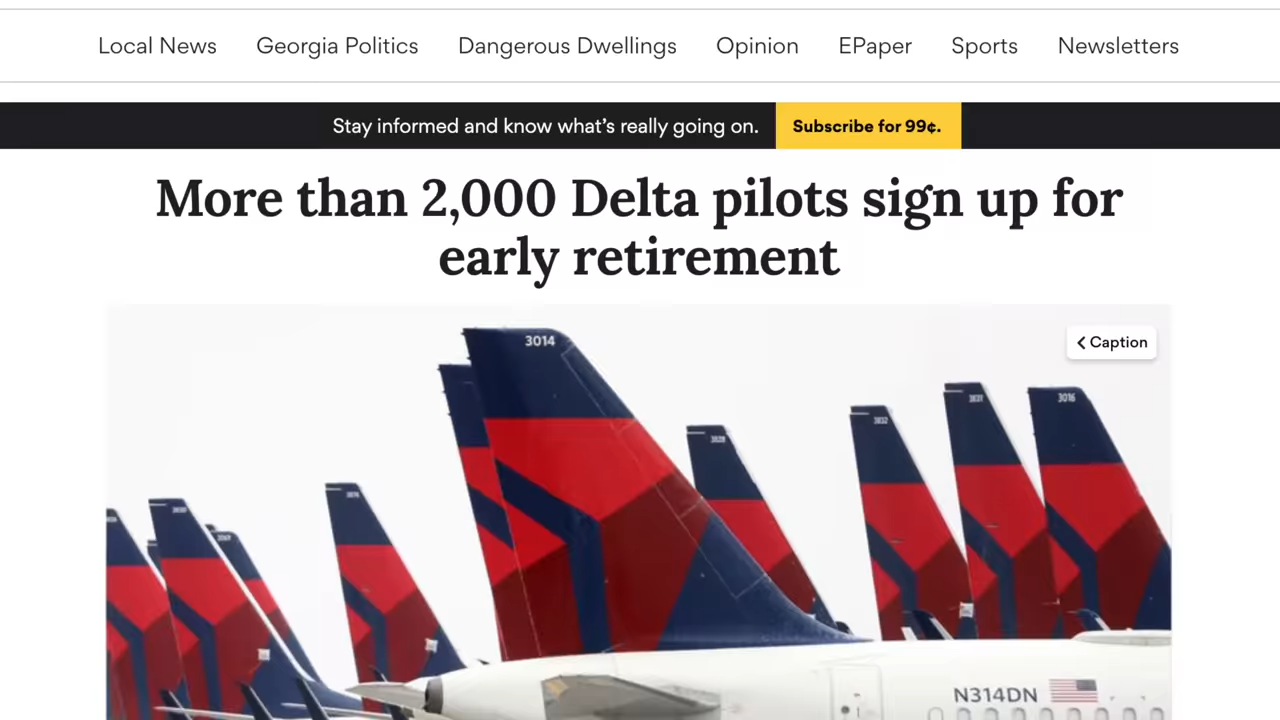 Local News Georgia Politics Dangerous Dwellings Opinion EPaper Sports Newsletters
Stay informed and know what’s really going on. Subscribe for 99¢.
More than 2,000 Delta pilots sign up for
early retirement
3014
Caption
3016
N314DN